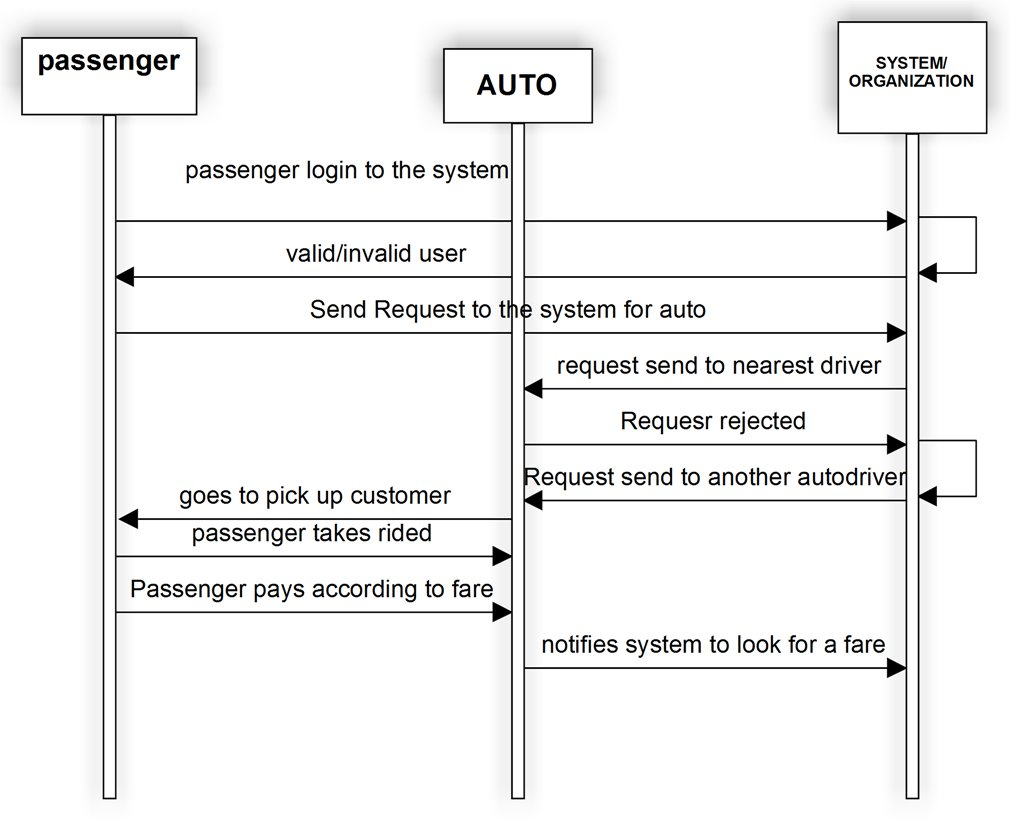 passenger
AUTO
SYSTEM/
ORGANIZATION
passenger login to the system
valid/invalid user
Send Request to the system for auto
request send to nearest driver
Requesr rejected
Request send to another autodriver
goes to pick up customer
passenger takes rided
Passenger pays according to fare
notifies system to look for a fare